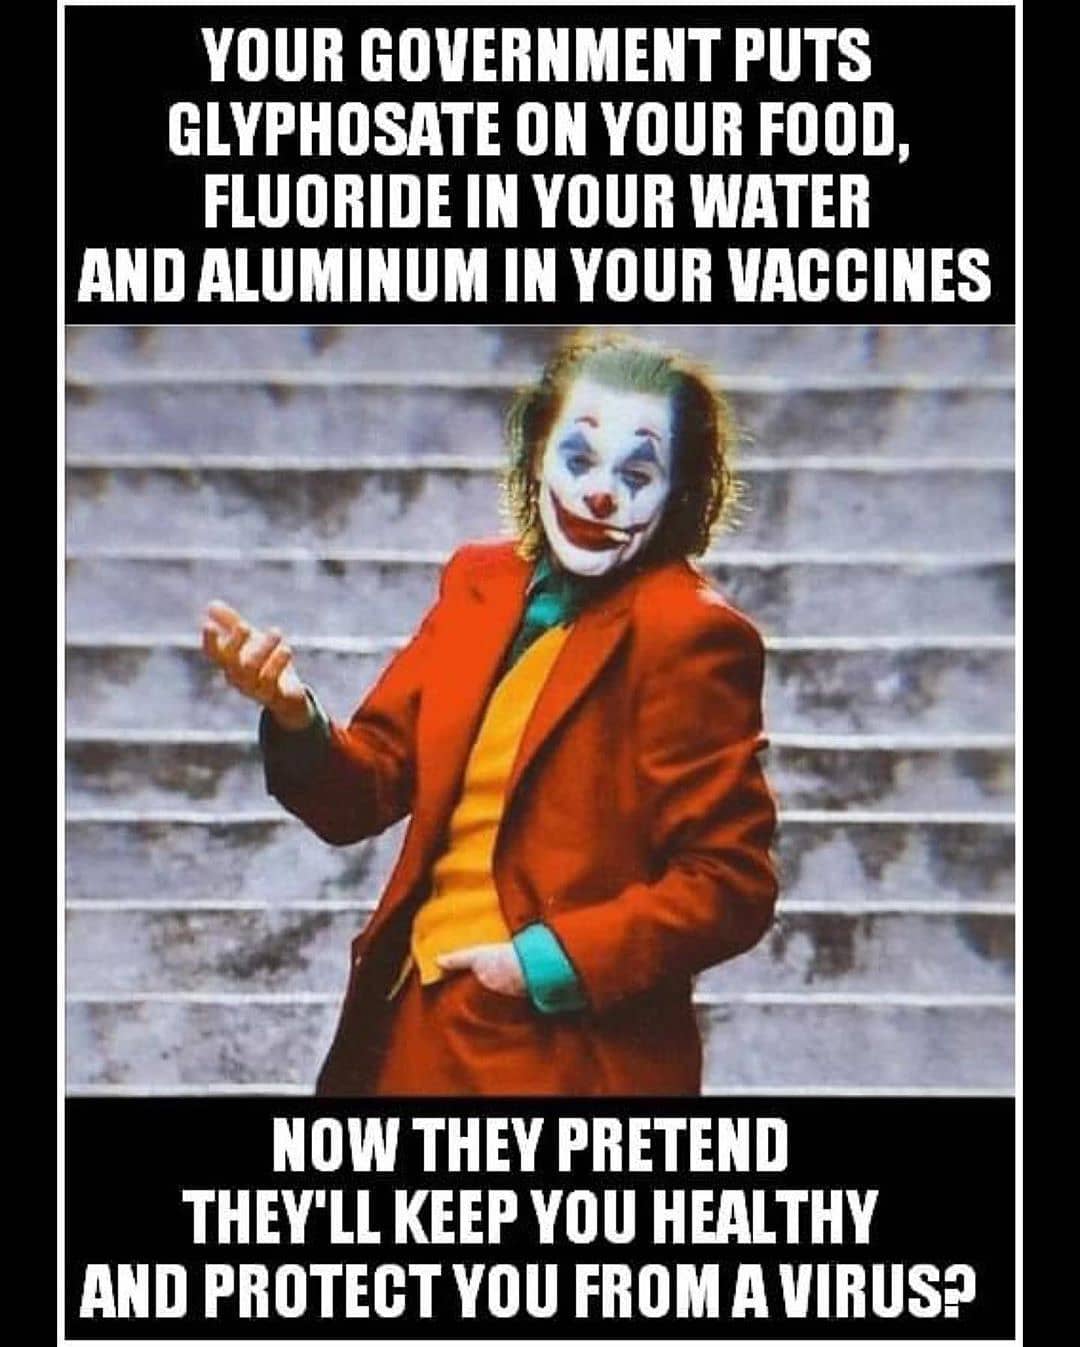 YOUR GOVERNMENT PUTS
GLYPHOSATE ON YOUR FOOD,
FLUORIDE IN YOUR WATER
AND ALUMINUM IN YOUR VACCINES
NOW THEY PRETEND
THEY'LL KEEP YOU HEALTHY
AND PROTECT YOU FROM A VIRUS?